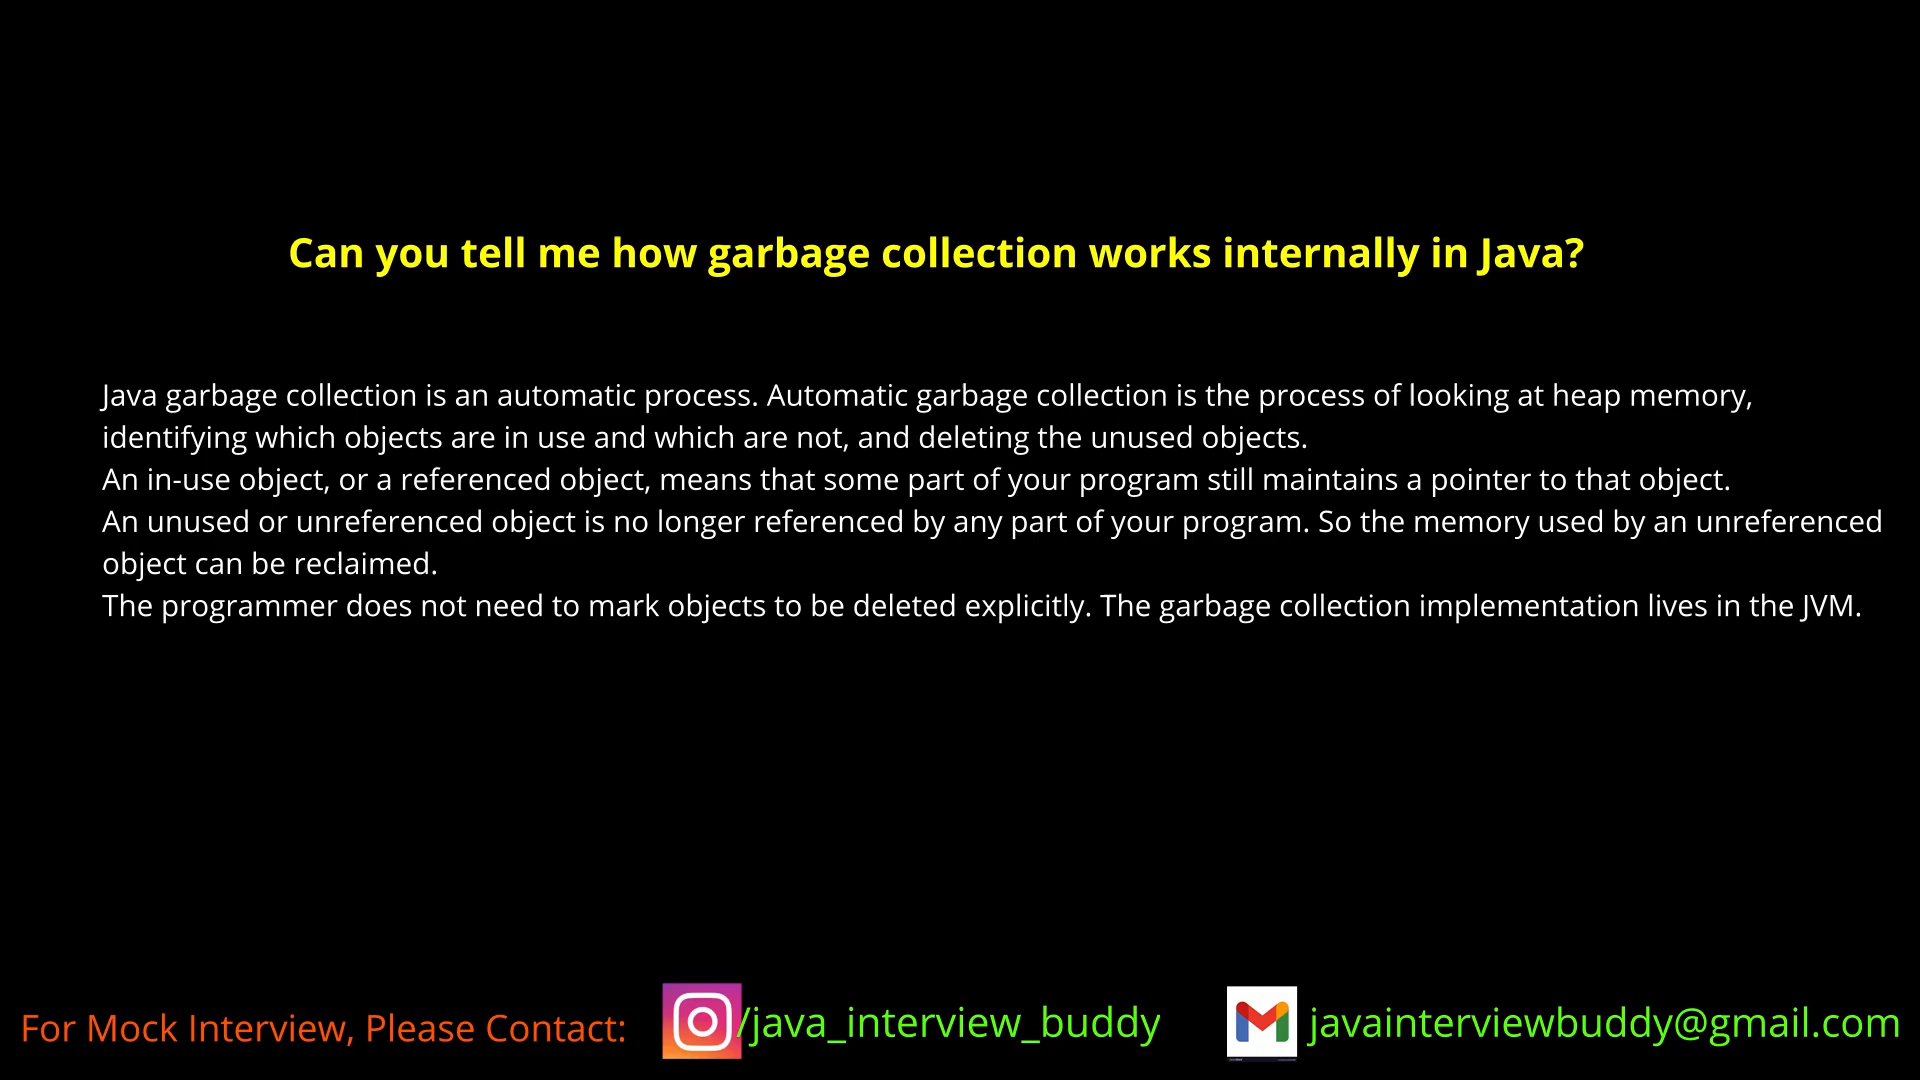 Can you tell me how garbage collection works internally in Java?
Java garbage collection is an automatic process. Automatic garbage collection is the process of looking at heap memory,
identifying which objects are in use and which are not, and deleting the unused objects.
An in-use object, or a referenced object, means that some part of your program still maintains a pointer to that object.
An unused or unreferenced object is no longer referenced by any part of your program. So the memory used by an unreferenced
object can be reclaimed.
The programmer does not need to mark objects to be deleted explicitly. The garbage collection implementation lives in the JVM.
For Mock Interview, Please Contact: /java_interview_buddy javainterviewbuddy@gmail.com